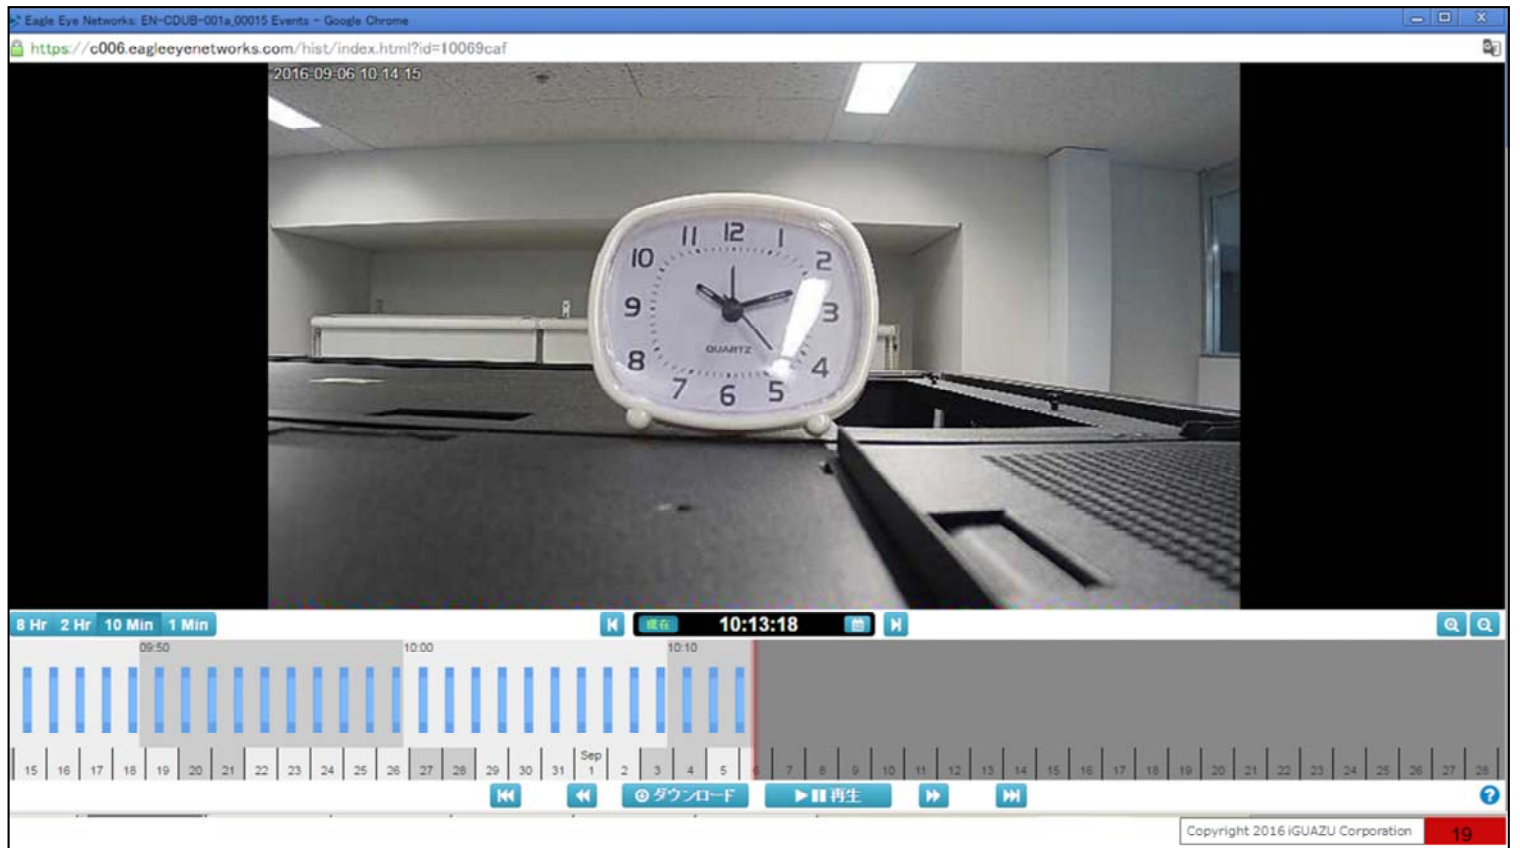 Eagle Eye Networks: EN-CDUB-001a_00015 Events - Google Chrome
https://c006.eagleeyenetworks.com/hist/index.html?id=10069caf
2016-09-06 10:14:15
11 12 1
10 2
9 3
QUARTZ
8 4
7 6 5
8 Hr 2 Hr 10 Min 1 Min 現在 10:13:18
09:50 10:00 10:10
Sep
15 16 17 18 19 20 21 22 23 24 25 26 27 28 29 30 31 1 2 3 4 5 6 7 8 9 10 11 12 13 14 15 16 17 18 19 20 21 22 23 24 25 26 27 28
ダウンロード 再生 ?
Copyright 2016 iGUAZU Corporation 19